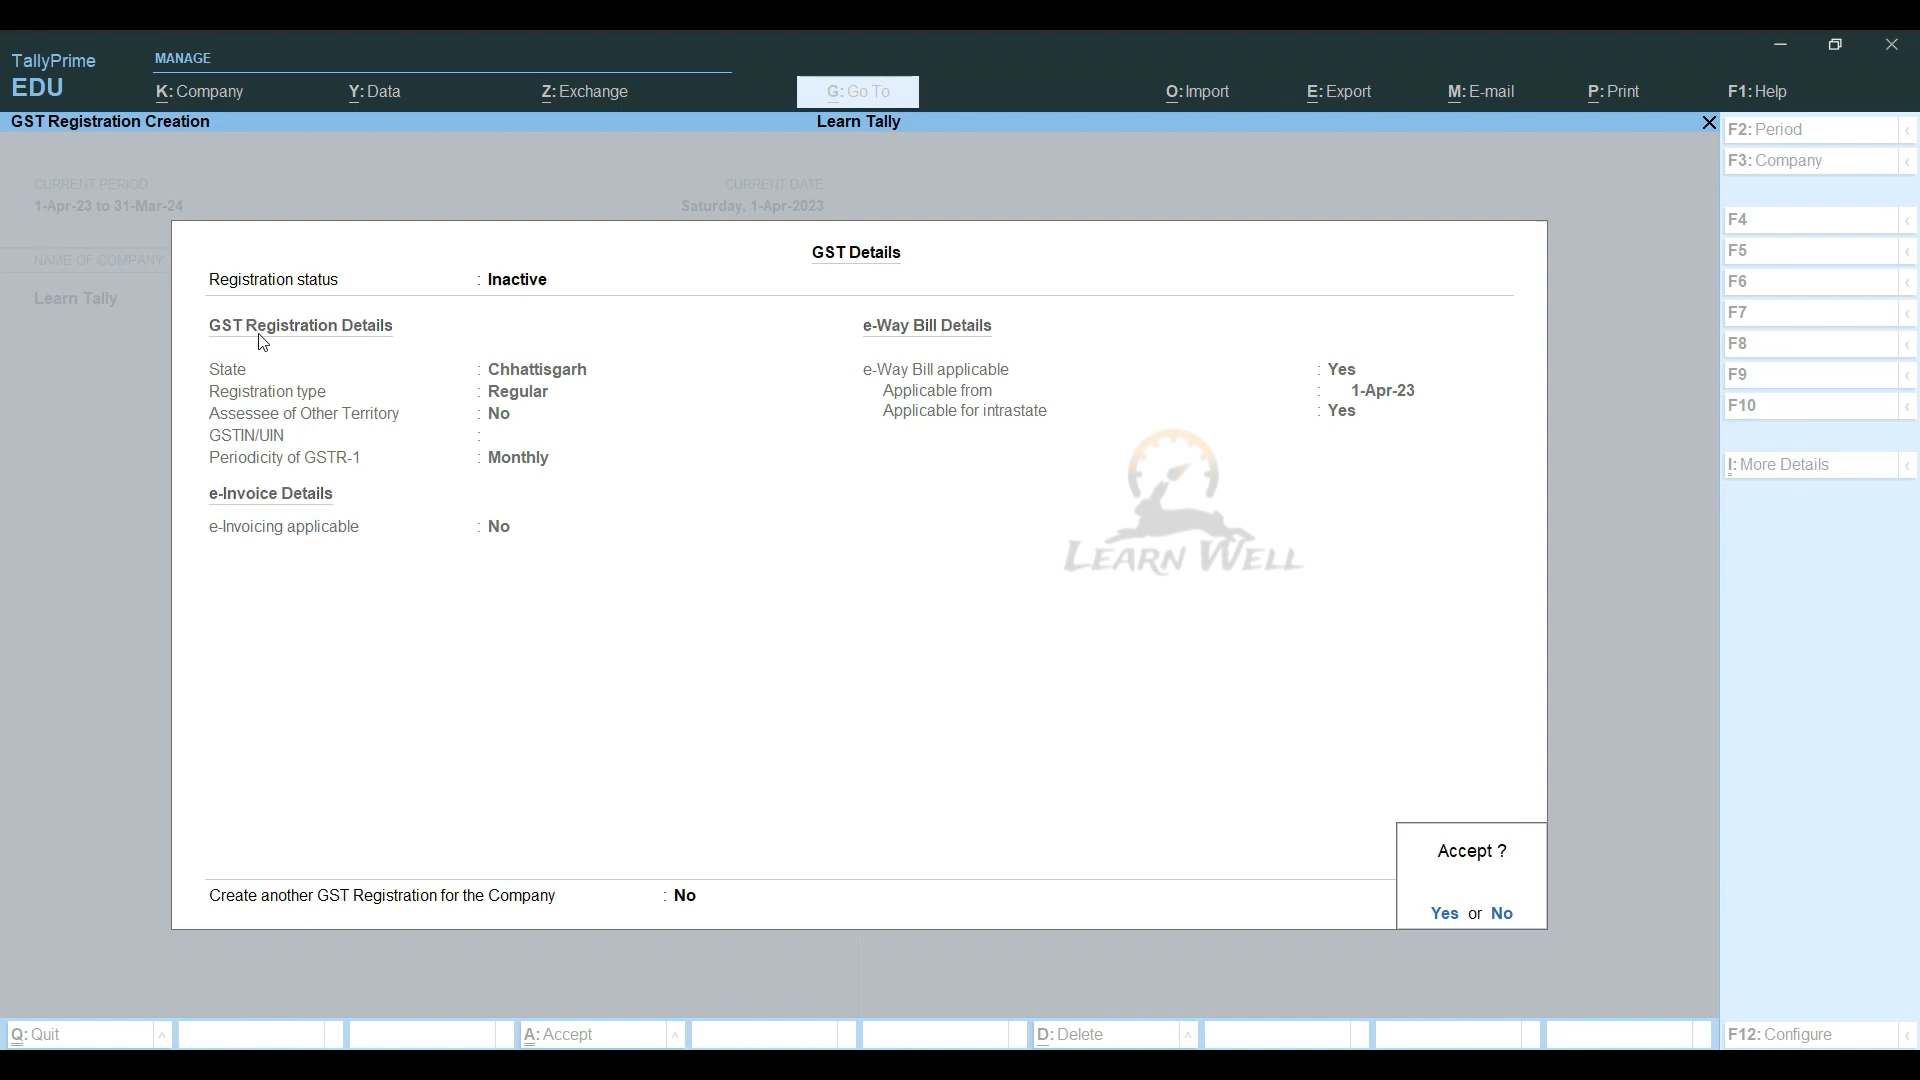 TallyPrime
EDU
MANAGE
K: Company
Y: Data
Z: Exchange
G: Go To
O: Import
E: Export
M: E-mail
P: Print
F1: Help
GST Registration Creation
Learn Tally
F2: Period
F3: Company
F4
F5
F6
F7
F8
F9
F10
I: More Details
CURRENT PERIOD
1-Apr-23 to 31-Mar-24
CURRENT DATE
Saturday, 1-Apr-2023
NAME OF COMPANY
Learn Tally
GST Details
Registration status : Inactive
GST Registration Details
State : Chhattisgarh
Registration type : Regular
Assessee of Other Territory : No
GSTIN/UIN :
Periodicity of GSTR-1 : Monthly
e-Invoice Details
e-Invoicing applicable : No
e-Way Bill Details
e-Way Bill applicable : Yes
Applicable from : 1-Apr-23
Applicable for intrastate : Yes
LEARN WELL
Create another GST Registration for the Company : No
Accept ?
Yes or No
Q: Quit
A: Accept
D: Delete
F12: Configure